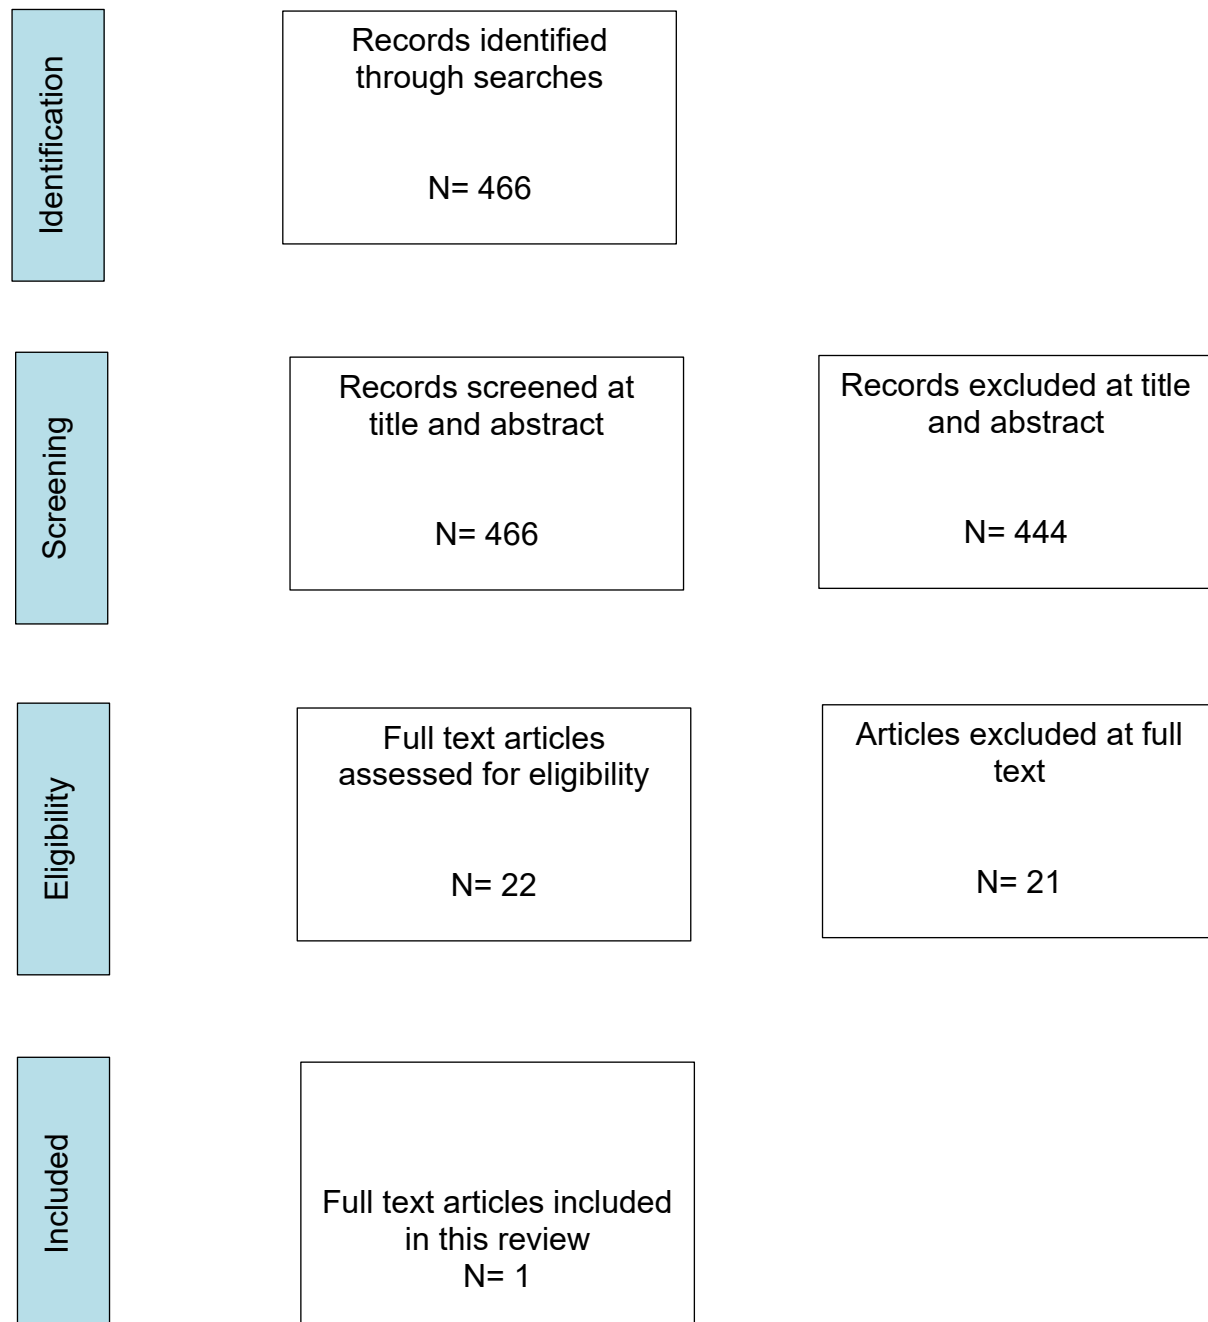 Identification
Records identified
through searches
N= 466
Screening
Records screened at
title and abstract
N= 466
Records excluded at title
and abstract
N= 444
Eligibility
Full text articles
assessed for eligibility
N= 22
Articles excluded at full
text
N= 21
Included
Full text articles included
in this review
N= 1